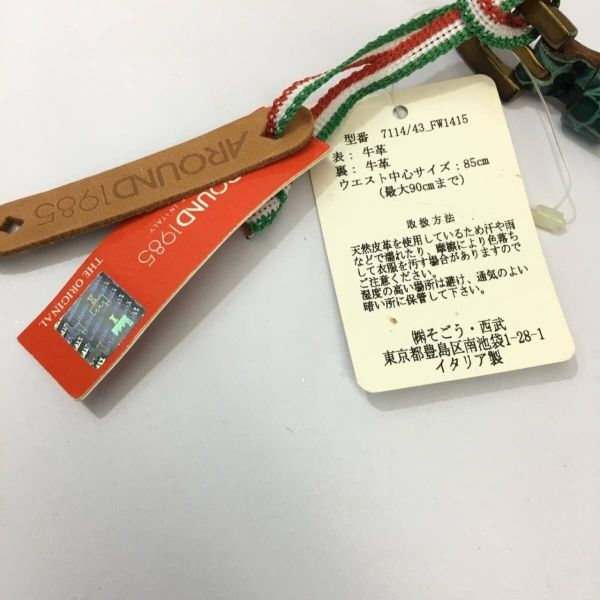 AROUND1985
AROUND1985
IN ITALY
THE ORIGINAL
型番 7114/43_FW1415
表: 牛革
裏: 牛革
ウエスト中心サイズ:85cm
(最大90cmまで)
取扱方法
天然皮革を使用しているため汗や雨
などで濡れたり、摩擦により色落ち
して衣服を汚す場合がありますので
ご注意ください。
湿度の高い場所は避け、通気のよい
暗い所に保管して下さい。
㈱そごう・西武
東京都豊島区南池袋1-28-1
イタリア製